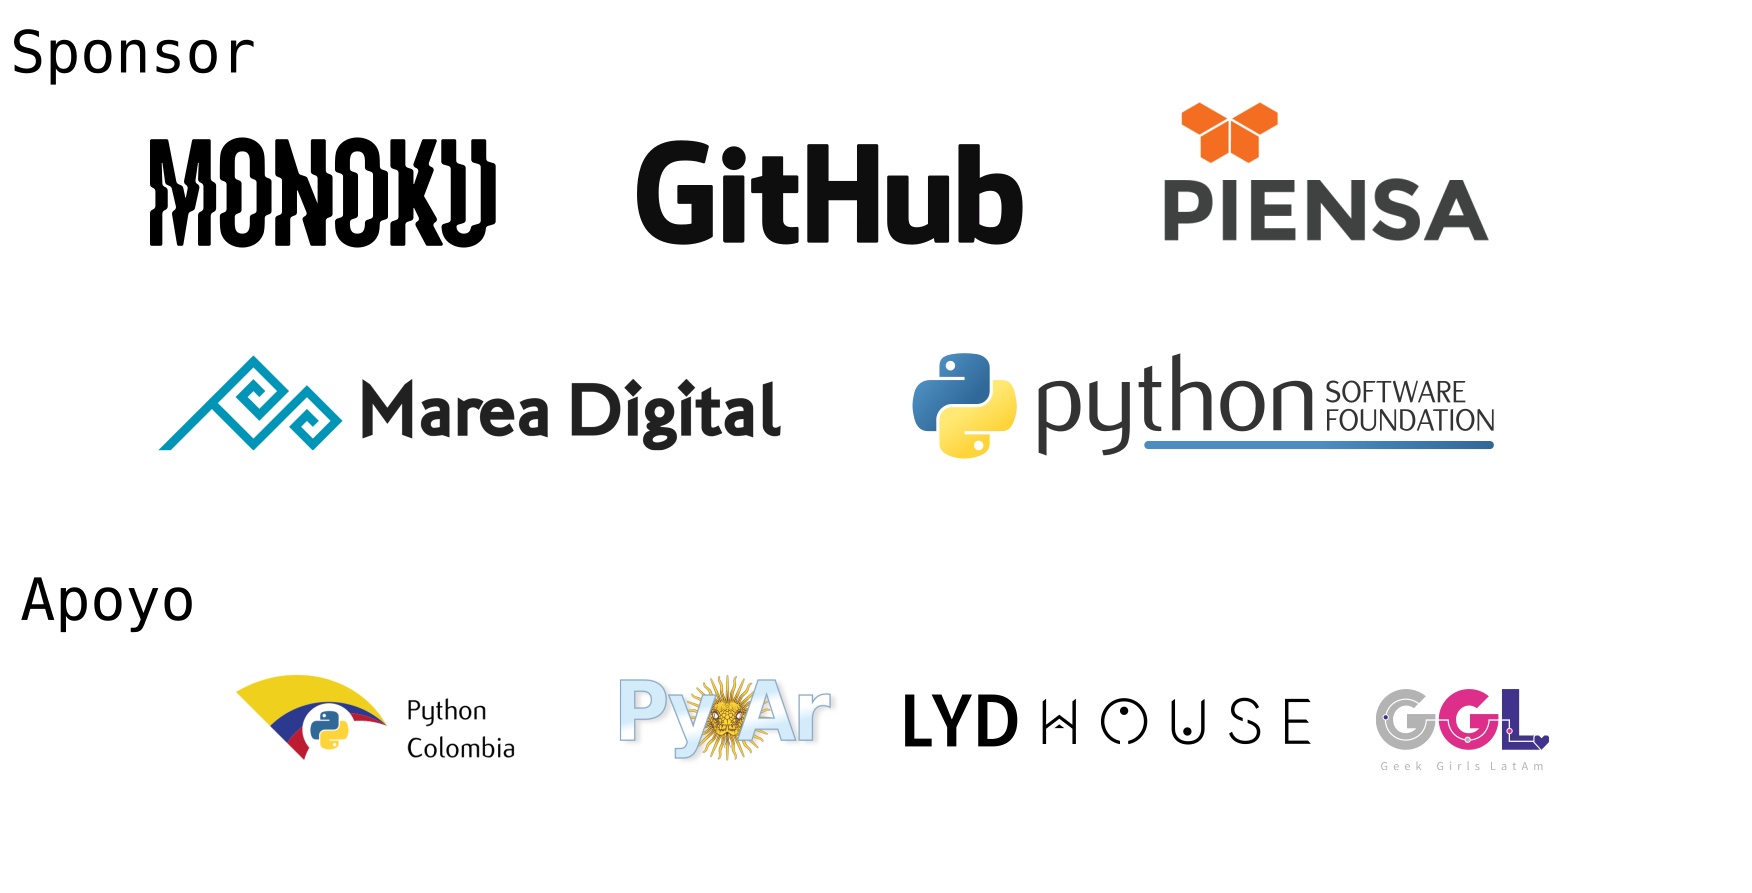 Sponsor
MONOKU
GitHub
PIENSA
Marea Digital
python
SOFTWARE
FOUNDATION
Apoyo
Python
Colombia
PyAr
LYD HOUSE
GGL
Geek Girls LatAm